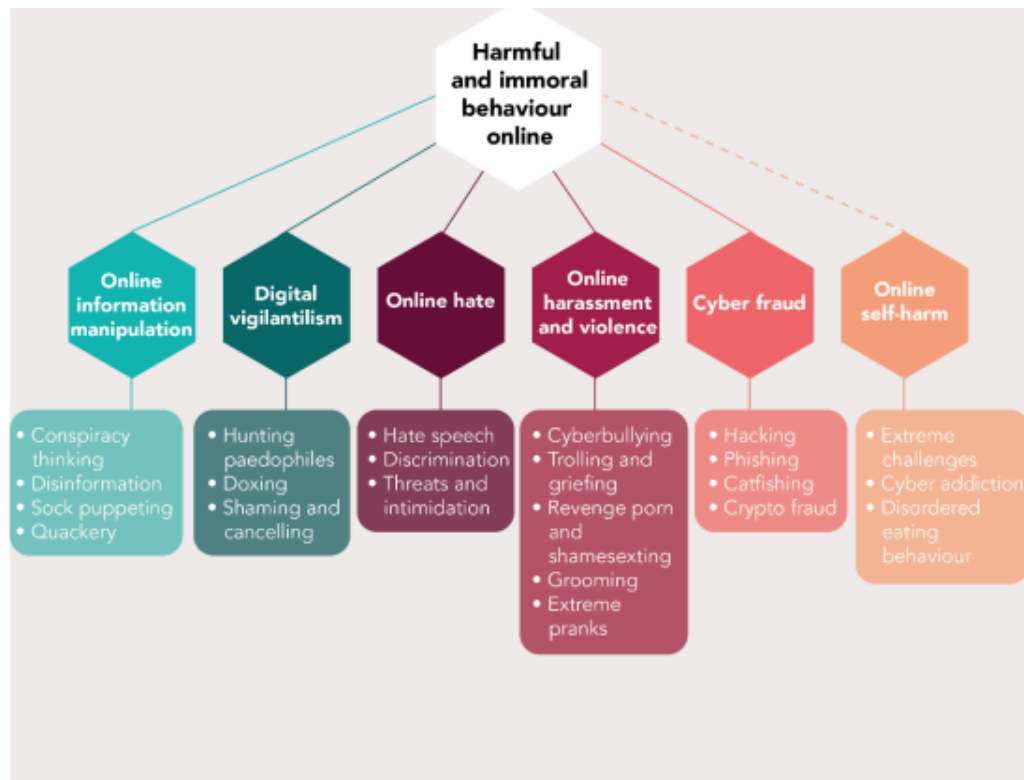 Harmful
and immoral
behaviour
online
Online
information
manipulation
Digital
vigilantilism
Online hate
Online
harassment
and violence
Cyber fraud
Online
self-harm
• Conspiracy
thinking
• Disinformation
• Sock puppeting
• Quackery
• Hunting
paedophiles
• Doxing
• Shaming and
cancelling
• Hate speech
• Discrimination
• Threats and
intimidation
• Cyberbullying
• Trolling and
griefing
• Revenge porn
and
shamesexting
• Grooming
• Extreme
pranks
• Hacking
• Phishing
• Catfishing
• Crypto fraud
• Extreme
challenges
• Cyber addiction
• Disordered
eating
behaviour